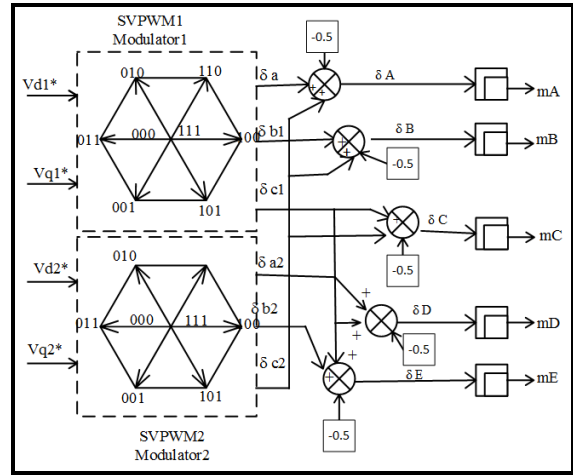 SVPWM1
Modulator1
-0.5
Vd1*
Vq1*
010
110
011
000
111
100
001
101
δ a
δ b1
δ c1
+
+
δ A
mA
+
+
δ B
-0.5
mB
+
δ C
-0.5
mC
Vd2*
Vq2*
010
011
000
111
100
001
101
δ a2
δ b2
δ c2
+
+
δ D
-0.5
mD
+
+
+
δ E
-0.5
mE
SVPWM2
Modulator2